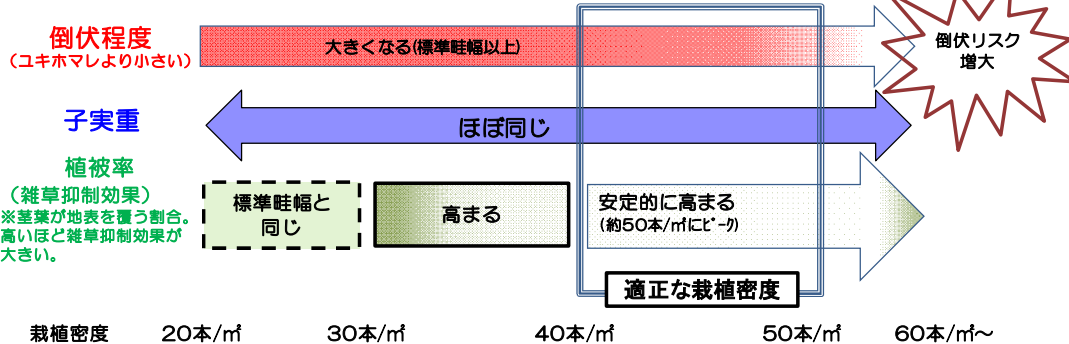 倒伏程度
(ユキホマレより小さい)
大きくなる(標準畦幅以上)
倒伏リスク
増大
子実重
ほぼ同じ
植被率
(雑草抑制効果)
※茎葉が地表を覆う割合。
高いほど雑草抑制効果が
大きい。
標準畦幅と
同じ
高まる
安定的に高まる
(約50本/㎡にピーク)
適正な栽植密度
栽植密度 20本/㎡ 30本/㎡ 40本/㎡ 50本/㎡ 60本/㎡~